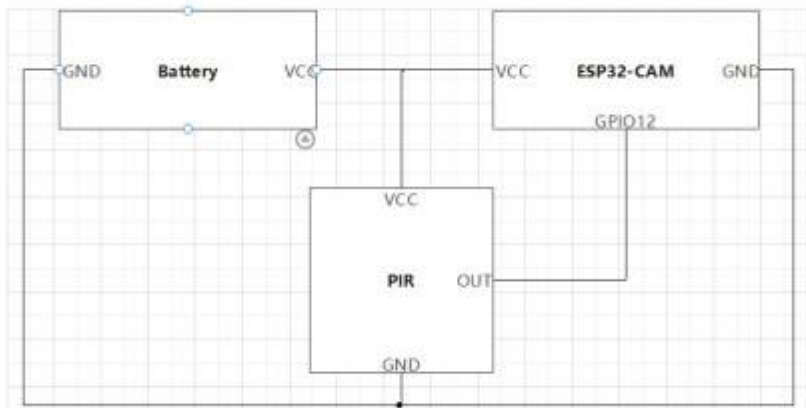 GND Battery VCC
VCC ESP32-CAM GND
GPIO12
VCC
PIR OUT
GND